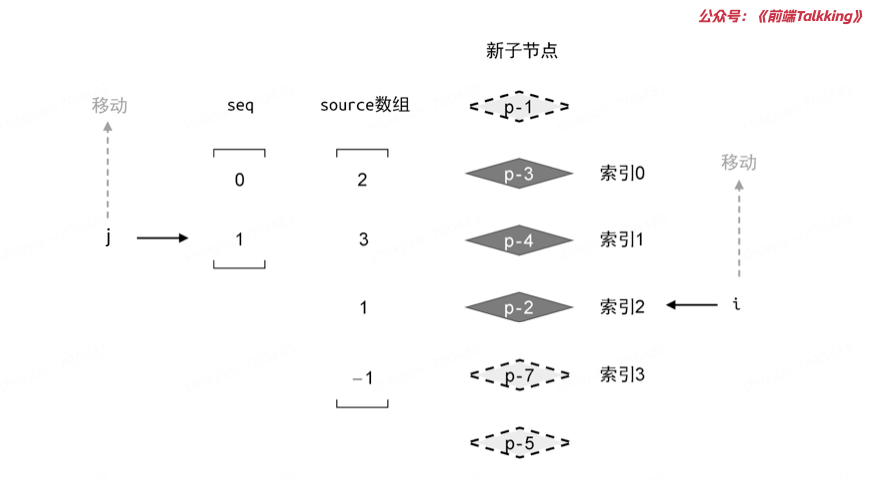 公众号：《前端Talkking》
新子节点
移动 seq source数组 p-1
移动
0 2 p-3 索引0
j 1 3 p-4 索引1
1 p-2 索引2 i
-1 p-7 索引3
p-5